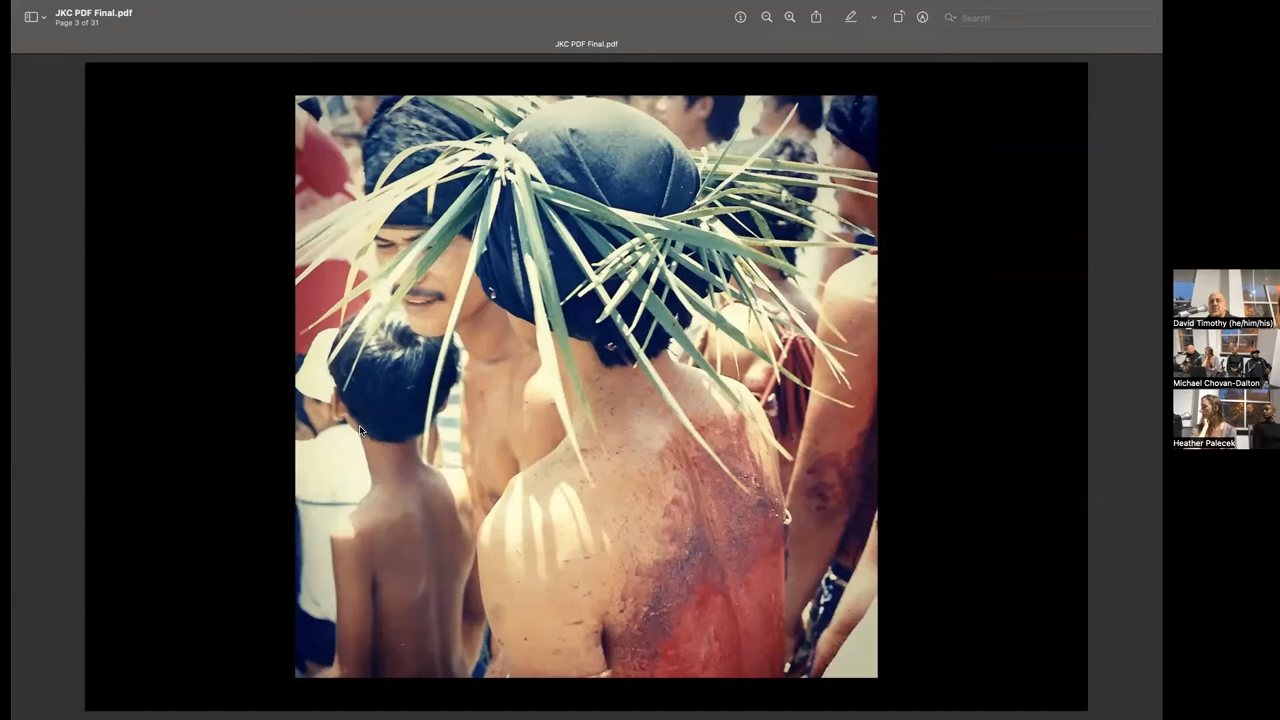 JKC PDF Final.pdf
Page 3 of 31
Search
JKC PDF Final.pdf
David Timothy (he/him/his)
Michael Chovan-Dalton
Heather Palecek